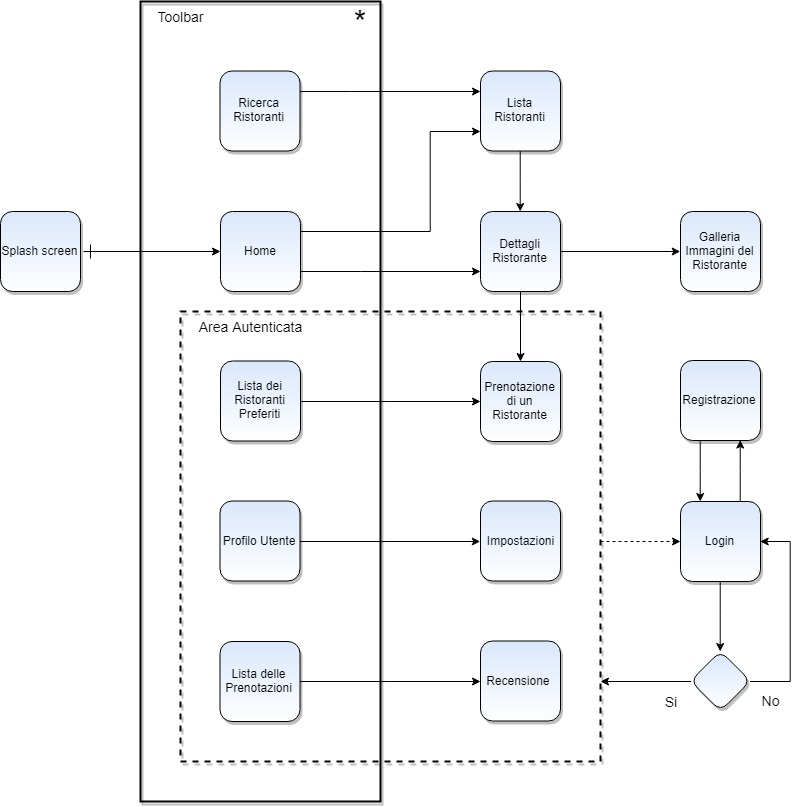 Toolbar
*
Ricerca
Ristoranti
Lista
Ristoranti
Splash screen
Home
Dettagli
Ristorante
Galleria
Immagini del
Ristorante
Area Autenticata
Lista dei
Ristoranti
Preferiti
Prenotazione
di un
Ristorante
Registrazione
Profilo Utente
Impostazioni
Login
Lista delle
Prenotazioni
Recensione
Si
No